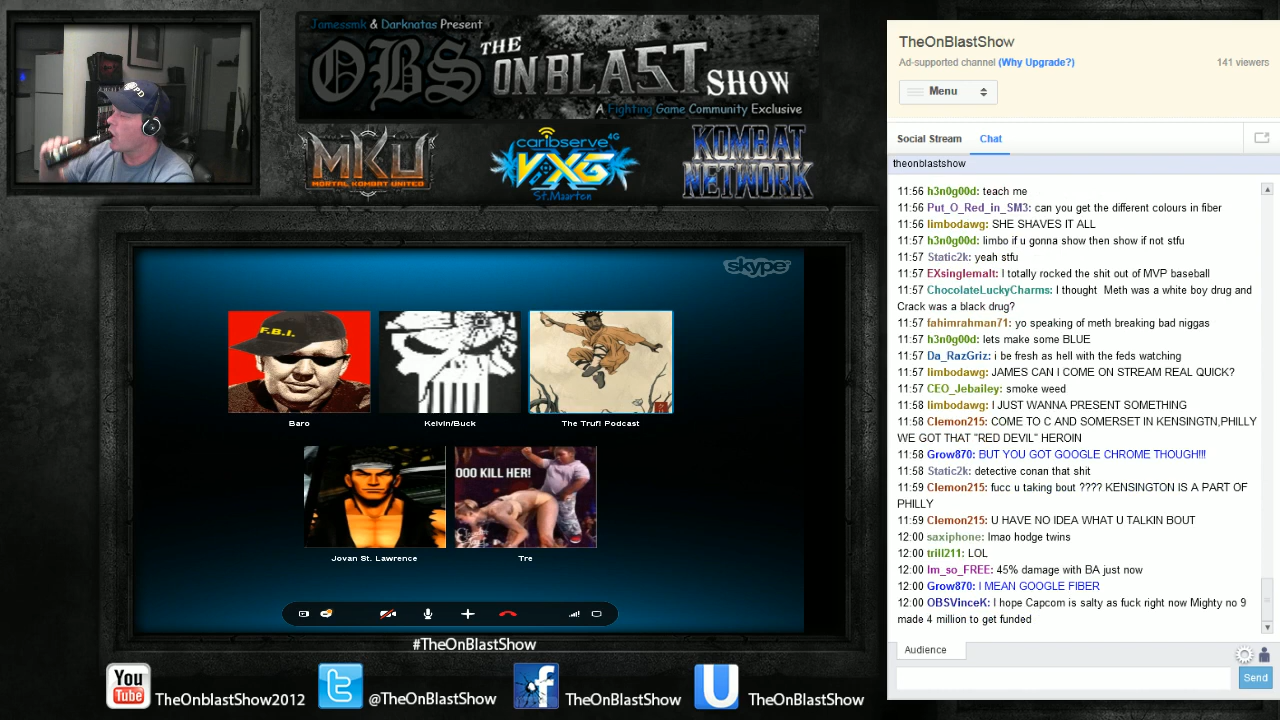 Jamessmk & Darknatas Present
OBS THE ON BLAST SHOW
A Fighting Game Community Exclusive
MKU
MORTAL KOMBAT UNITED
caribserve 4G
VXG
St.Maarten
KOMBAT
NETWORK
skype
F.B.I.
Baro
Kelvin/Buck
The Trufl Podcast
OOO KILL HER!
Jovan St. Lawrence
Tre
#TheOnBlastShow
You Tube TheOnblastShow2012
@TheOnBlastShow
TheOnBlastShow
TheOnBlastShow
TheOnBlastShow
Ad-supported channel (Why Upgrade?)
141 viewers
Menu
Social Stream Chat
theonblastshow
11:56 h3n0g00d: teach me
11:56 Put_O_Red_in_SM3: can you get the different colours in fiber
11:56 limbodawg: SHE SHAVES IT ALL
11:57 h3n0g00d: limbo if u gonna show then show if not stfu
11:57 Static2k: yeah stfu
11:57 EXsinglemalt: I totally rocked the shit out of MVP baseball
11:57 ChocolateLuckyCharms: I thought Meth was a white boy drug and
Crack was a black drug?
11:57 fahimrahman71: yo speaking of meth breaking bad niggas
11:57 h3n0g00d: lets make some BLUE
11:57 Da_RazGriz: i be fresh as hell with the feds watching
11:57 limbodawg: JAMES CAN I COME ON STREAM REAL QUICK?
11:57 CEO_Jebailey: smoke weed
11:58 limbodawg: I JUST WANNA PRESENT SOMETHING
11:58 Clemon215: COME TO C AND SOMERSET IN KENSINGTN,PHILLY
WE GOT THAT "RED DEVIL" HEROIN
11:58 Grow870: BUT YOU GOT GOOGLE CHROME THOUGH!!!
11:58 Static2k: detective conan that shit
11:59 Clemon215: fucc u taking bout ???? KENSINGTON IS A PART OF
PHILLY
11:59 Clemon215: U HAVE NO IDEA WHAT U TALKIN BOUT
12:00 saxiphone: lmao hodge twins
12:00 trill211: LOL
12:00 Im_so_FREE: 45% damage with BA just now
12:00 Grow870: I MEAN GOOGLE FIBER
12:00 OBSVinceK: I hope Capcom is salty as fuck right now Mighty no 9
made 4 million to get funded
Audience
Send